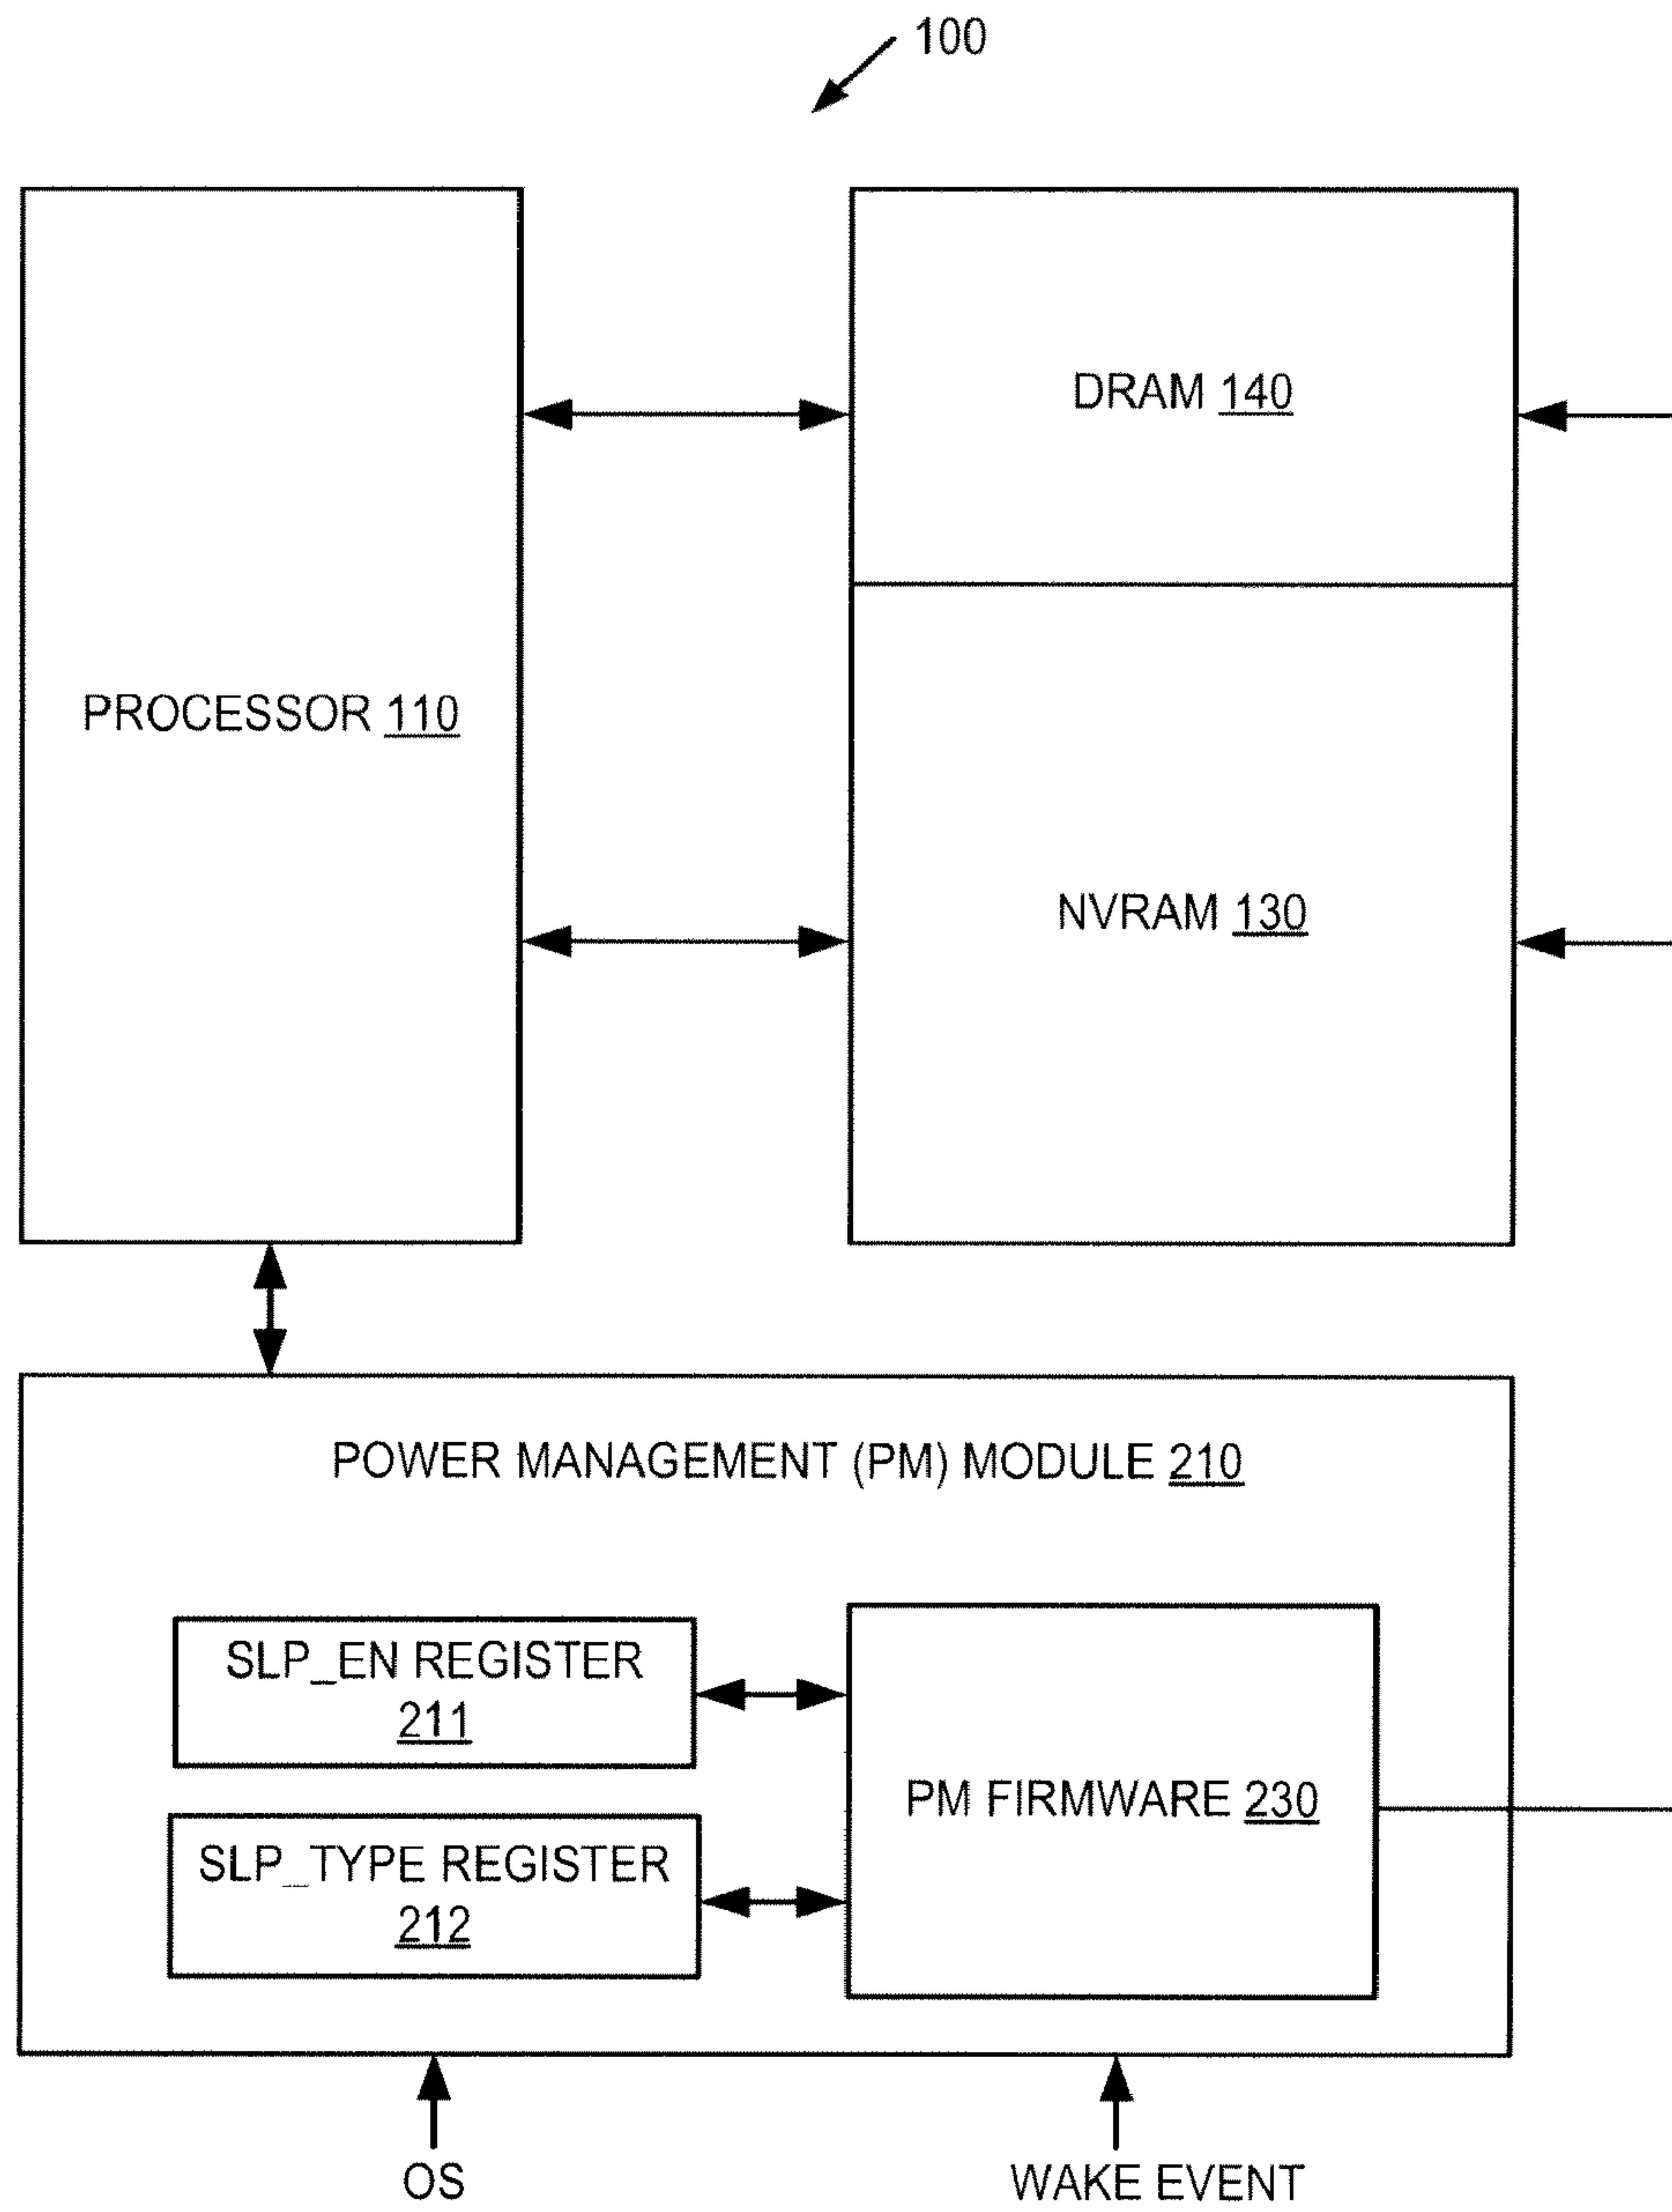 100
DRAM 140
PROCESSOR 110
NVRAM 130
POWER MANAGEMENT (PM) MODULE 210
SLP_EN REGISTER
211
PM FIRMWARE 230
SLP_TYPE REGISTER
212
OS
WAKE EVENT